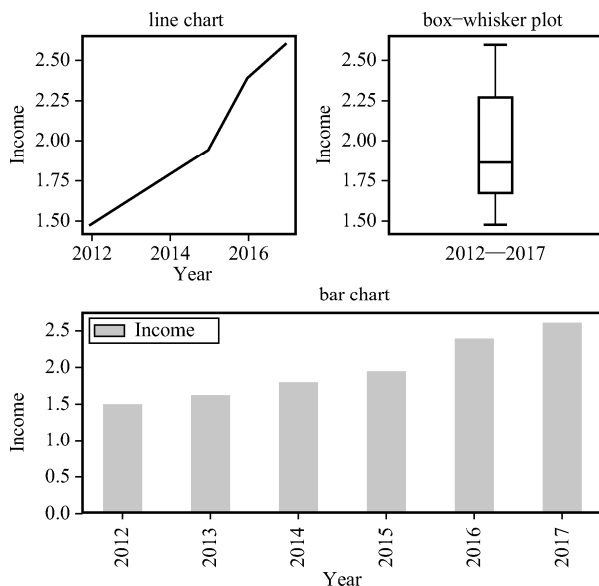 line chart
2.50
2.25
2.00
1.75
1.50
Income
2012 2014 2016
Year
box-whisker plot
2.50
2.25
2.00
1.75
1.50
Income
2012—2017
bar chart
Income
2.5
2.0
1.5
1.0
0.5
0.0
Income
2012 2013 2014 2015 2016 2017
Year